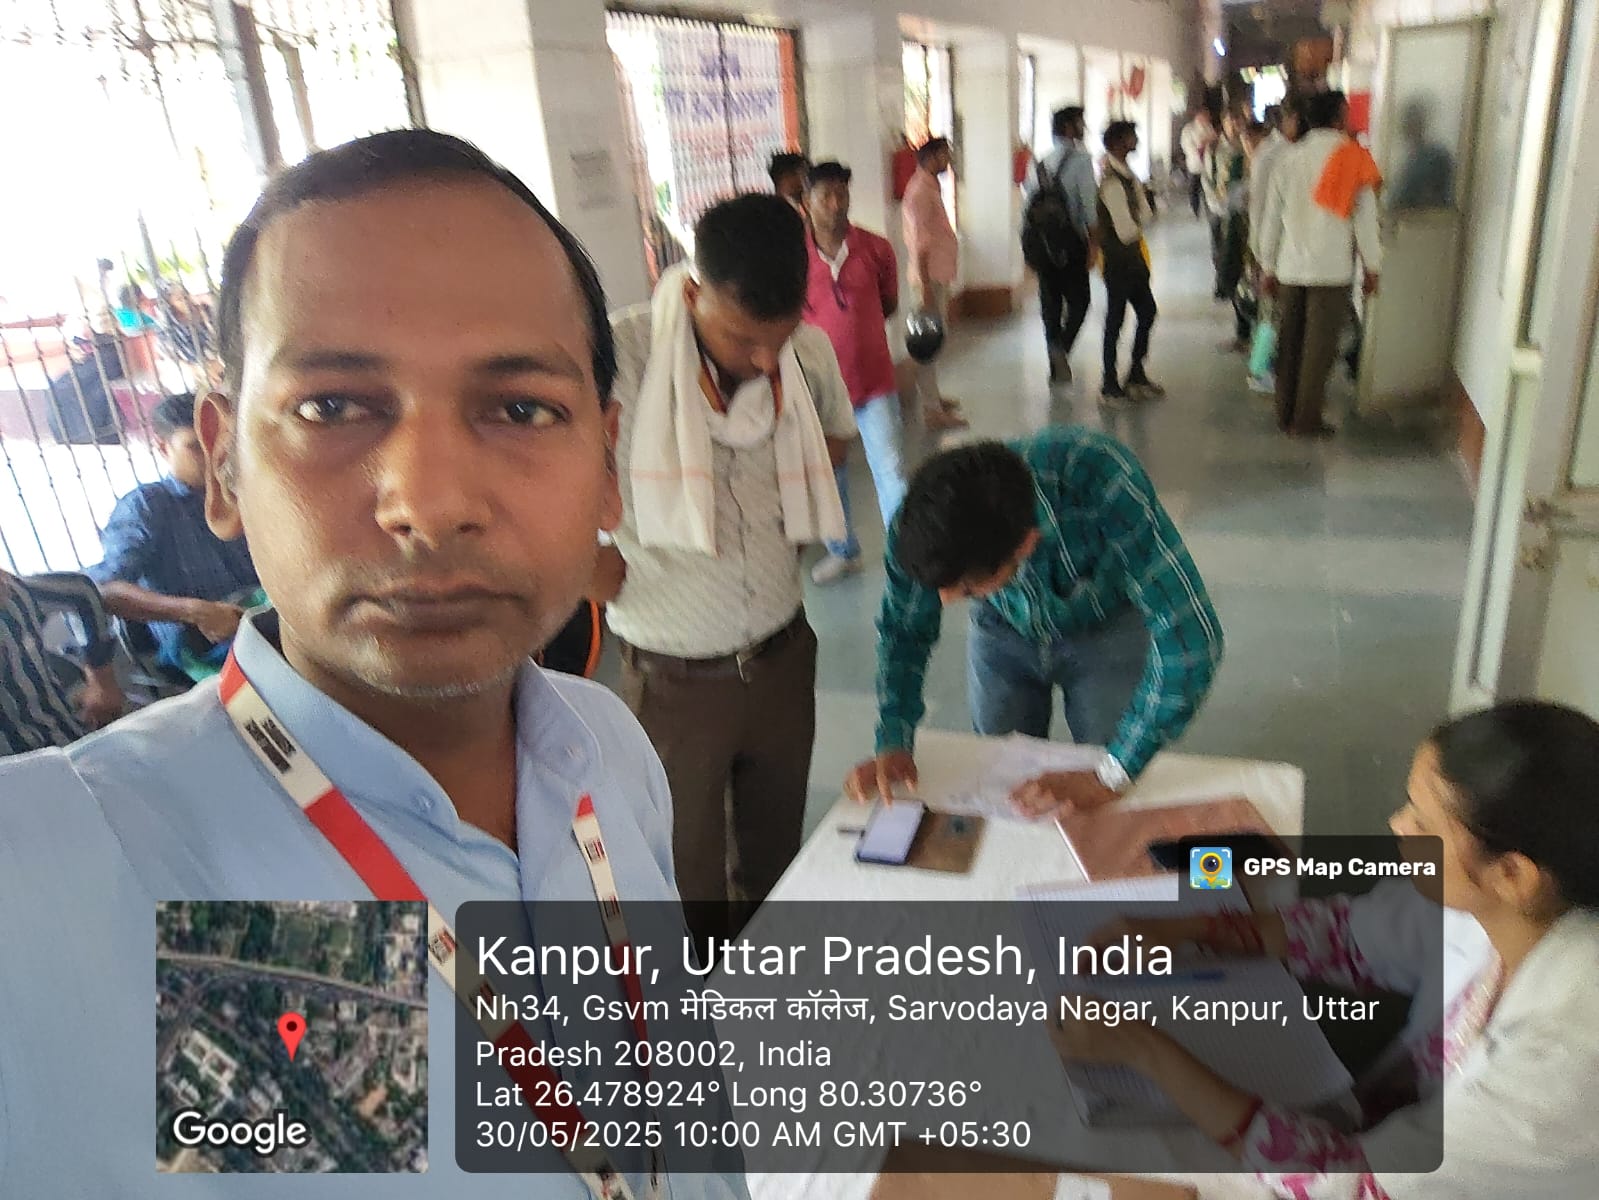 GPS Map Camera
Kanpur, Uttar Pradesh, India
Nh34, Gsvm मेडिकल कॉलेज, Sarvodaya Nagar, Kanpur, Uttar
Pradesh 208002, India
Lat 26.478924° Long 80.30736°
30/05/2025 10:00 AM GMT +05:30
Google